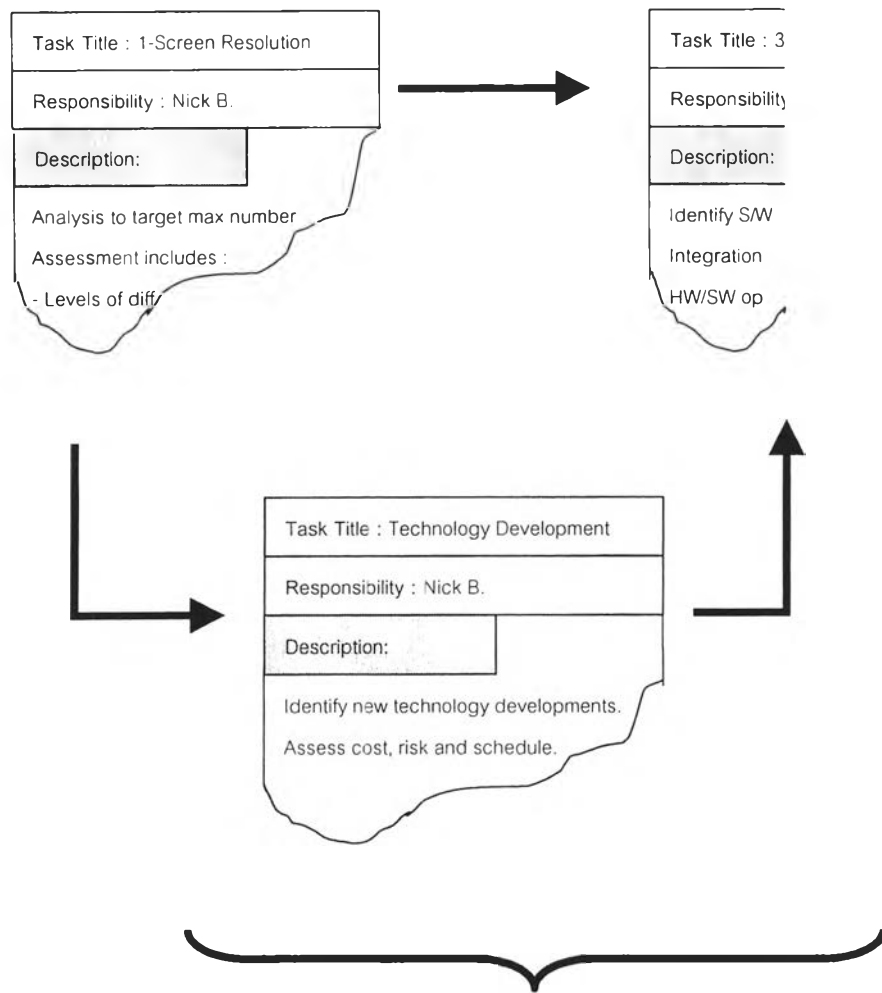 Task Title : 1-Screen Resolution
Responsibility : Nick B.
Description:
Analysis to target max number
Assessment includes :
- Levels of diff
Task Title : 3
Responsibility
Description:
Identify S/W
Integration
HW/SW op
Task Title : Technology Development
Responsibility : Nick B.
Description:
Identify new technology developments.
Assess cost, risk and schedule.